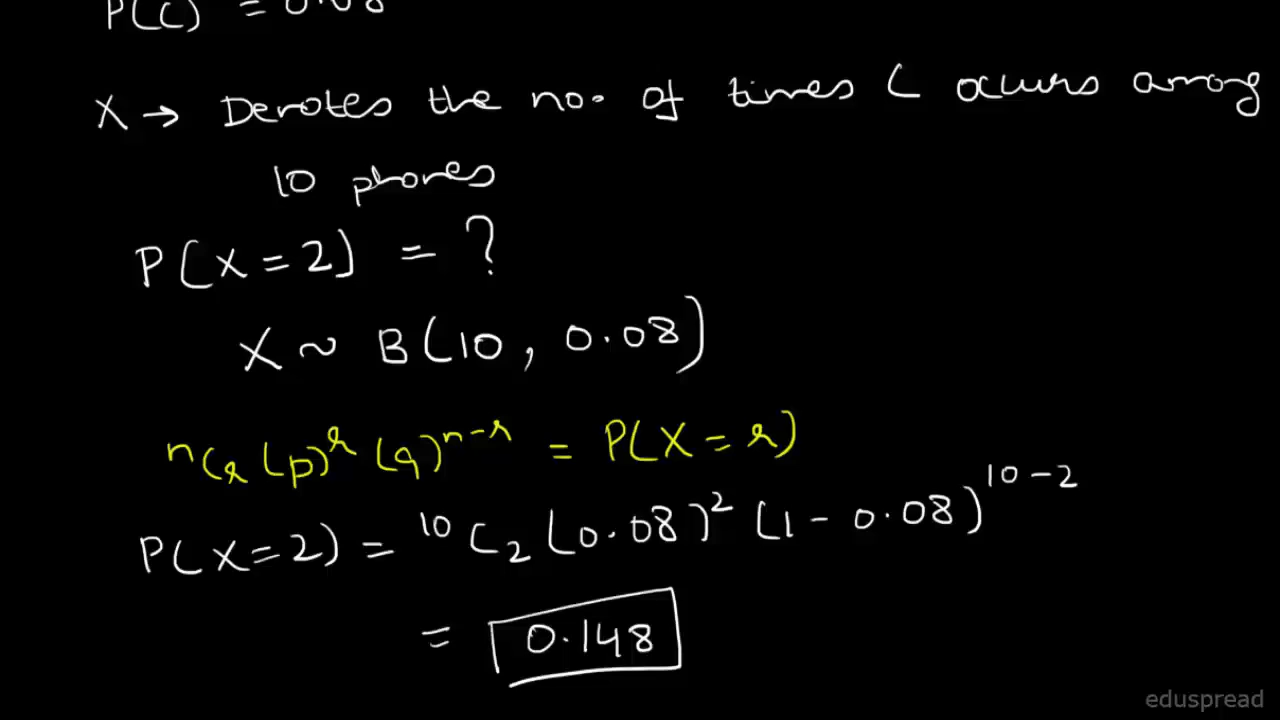 P(C) = 0.08
X → Denotes the no. of times C occurs among
10 phones
P(X=2) = ?
X ~ B(10, 0.08)
ⁿCᵣ (p)ʳ (q)ⁿ⁻ʳ = P(X=r)
P(X=2) = ¹⁰C₂ (0.08)² (1-0.08)¹⁰⁻²
= 0.148
eduspread